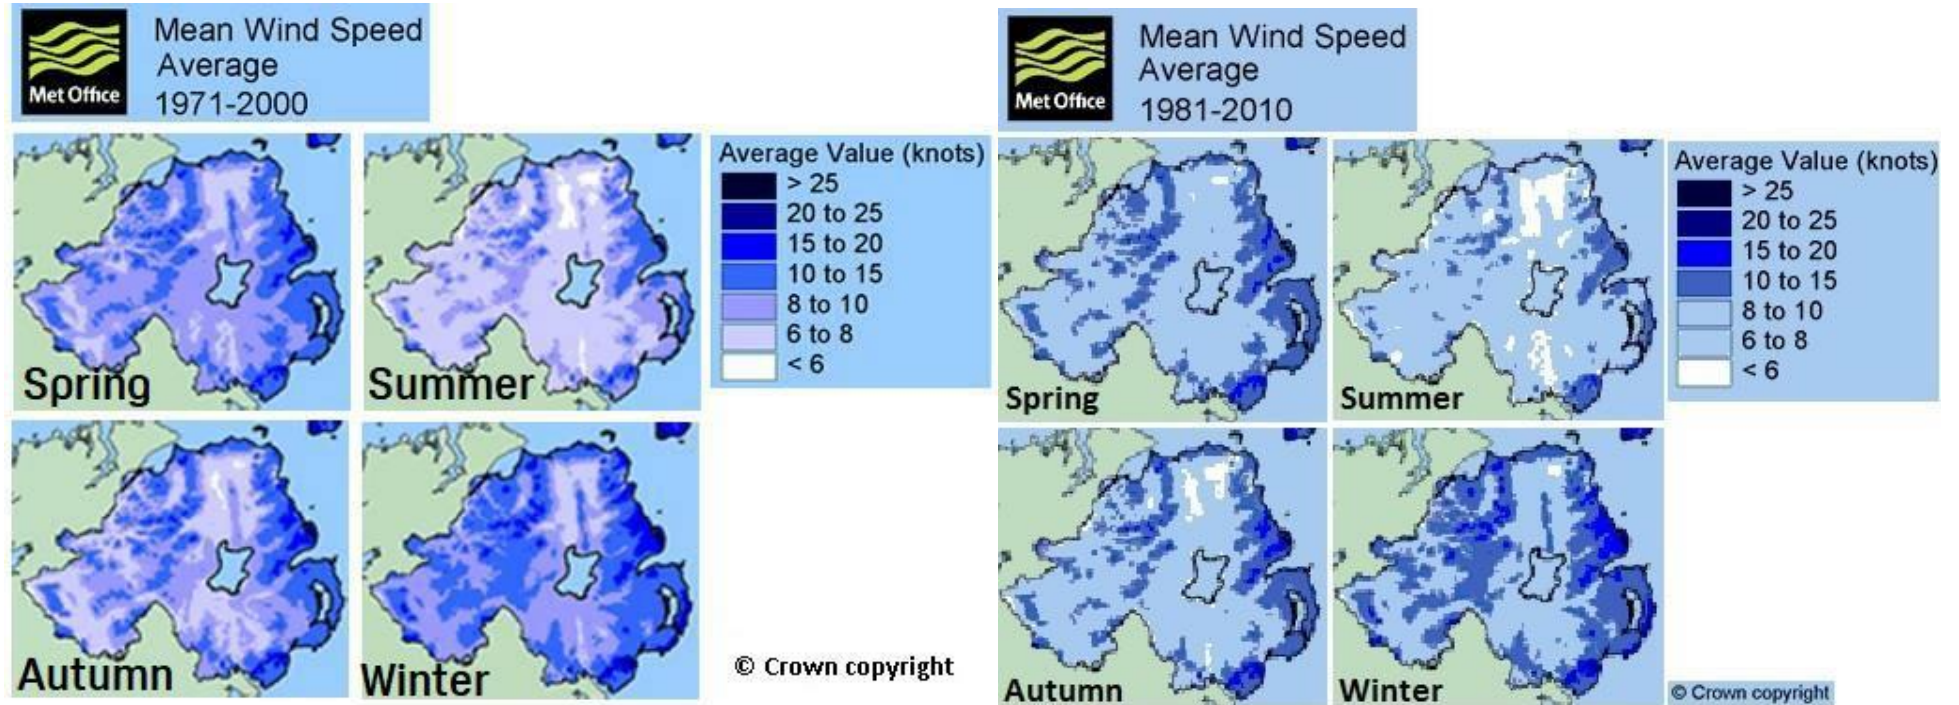 Met Office
Mean Wind Speed
Average
1971-2000
Spring
Summer
Average Value (knots)
> 25
20 to 25
15 to 20
10 to 15
8 to 10
6 to 8
< 6
Autumn
Winter
© Crown copyright
Met Office
Mean Wind Speed
Average
1981-2010
Spring
Summer
Average Value (knots)
> 25
20 to 25
15 to 20
10 to 15
8 to 10
6 to 8
< 6
Autumn
Winter
© Crown copyright